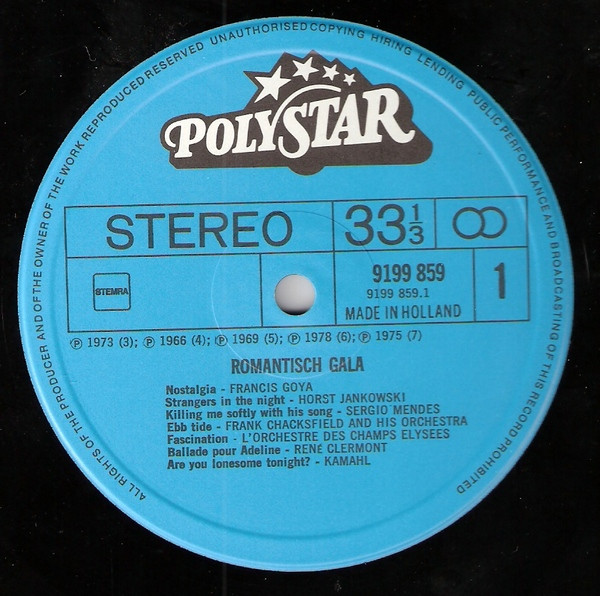 ALL RIGHTS OF THE PRODUCER AND OF THE OWNER OF THE WORK REPRODUCED RESERVED UNAUTHORISED COPYING HIRING LENDING PUBLIC PERFORMANCE AND BROADCASTING OF THIS RECORD PROHIBITED
POLYSTAR
STEREO 33 1/3
STEMRA
9199 859
9199 859.1
MADE IN HOLLAND
1
℗ 1973 (3); ℗ 1966 (4); ℗ 1969 (5); ℗ 1978 (6); ℗ 1975 (7)
ROMANTISCH GALA
Nostalgia - FRANCIS GOYA
Strangers in the night - HORST JANKOWSKI
Killing me softly with his song - SERGIO MENDES
Ebb tide - FRANK CHACKSFIELD AND HIS ORCHESTRA
Fascination - L'ORCHESTRE DES CHAMPS ELYSEES
Ballade pour Adeline - RENé CLERMONT
Are you lonesome tonight? - KAMAHL